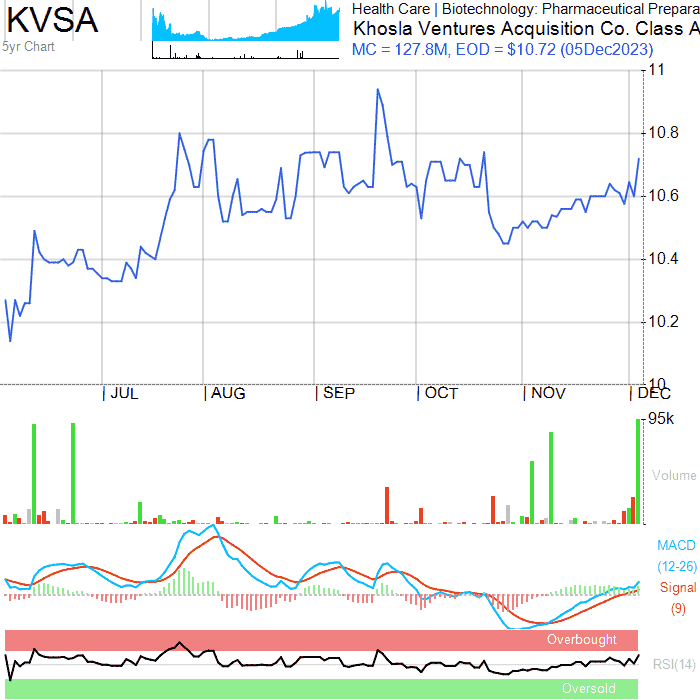 KVSA
5yr Chart
Health Care | Biotechnology: Pharmaceutical Prepara
Khosla Ventures Acquisition Co. Class A
MC = 127.8M, EOD = $10.72 (05Dec2023)
11
10.8
10.6
10.4
10.2
10
| JUL | AUG | SEP | OCT | NOV | DEC
95k
Volume
MACD
(12-26)
Signal
(9)
Overbought
RSI(14)
Oversold